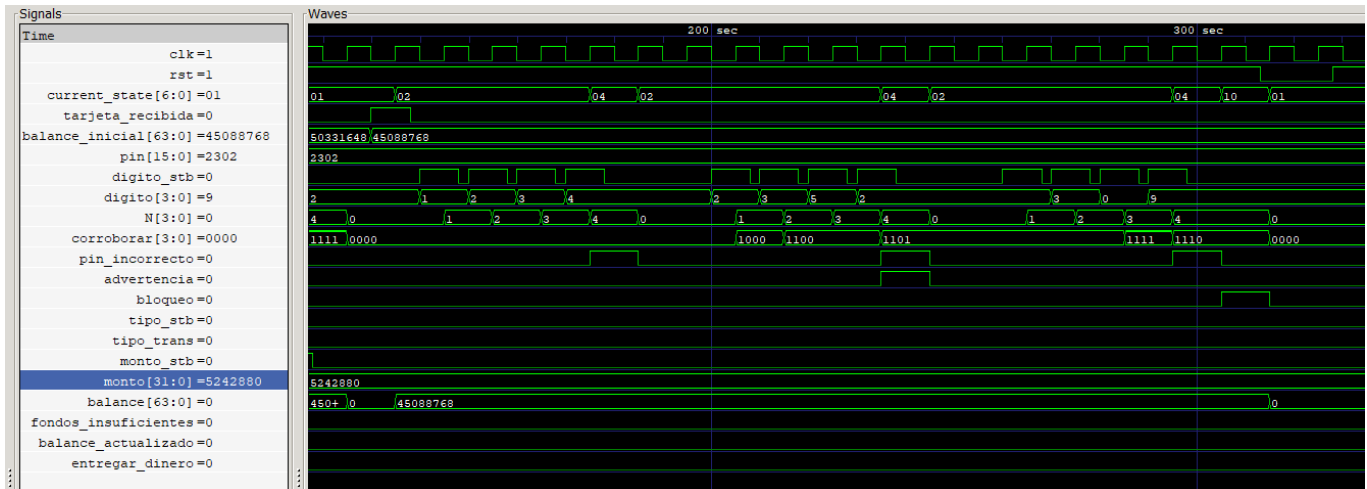 Signals Waves
Time 200 sec 300 sec
clk=1
rst=1
current_state[6:0]=01 01 02 04 02 04 02 04 10 01
tarjeta_recibida=0
balance_inicial[63:0]=45088768 50331648 45088768
pin[15:0]=2302 2302
digito_stb=0
digito[3:0]=9 2 1 2 3 4 2 3 5 2 3 0 9
N[3:0]=0 4 0 1 2 3 4 0 1 2 3 4 0 1 2 3 4 0
corroborar[3:0]=0000 1111 0000 1000 1100 1101 1111 1110 0000
pin_incorrecto=0
advertencia=0
bloqueo=0
tipo_stb=0
tipo_trans=0
monto_stb=0
monto[31:0]=5242880 5242880
balance[63:0]=0 450+ 0 45088768 0
fondos_insuficientes=0
balance_actualizado=0
entregar_dinero=0